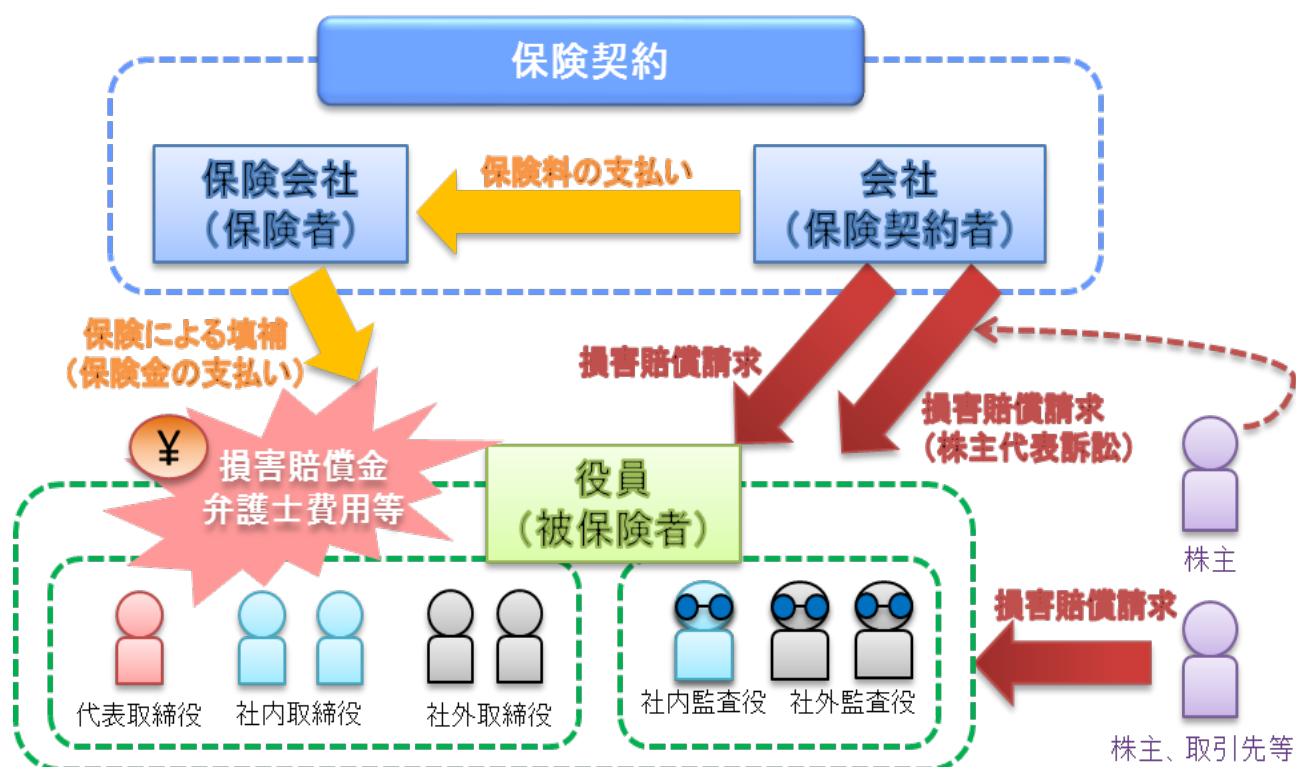 保険契約
保険会社
（保険者）
保険料の支払い
会社
（保険契約者）
保険による填補
（保険金の支払い）
損害賠償請求
損害賠償請求
（株主代表訴訟）
¥
損害賠償金
弁護士費用等
役員
（被保険者）
株主
代表取締役
社内取締役
社外取締役
社内監査役
社外監査役
損害賠償請求
株主、取引先等